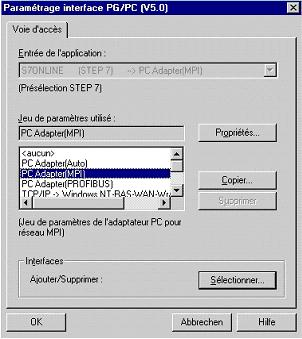 Paramétrage interface PG/PC (V5.0)
Voie d'accès
Entrée de l'application :
S7ONLINE (STEP 7) --> PC Adapter(MPI)
(Présélection STEP 7)
Jeu de paramètres utilisé :
PC Adapter(MPI)
Propriétés...
<aucun>
PC Adapter(Auto)
PC Adapter(MPI)
PC Adapter(PROFIBUS)
TCP/IP -> Windows NT-RAS-WAN-Wra
Copier...
Supprimer
(Jeu de paramètres de l'adaptateur PC pour
réseau MPI)
Interfaces
Ajouter/Supprimer :
Sélectionner...
OK
Abbrechen
Hilfe